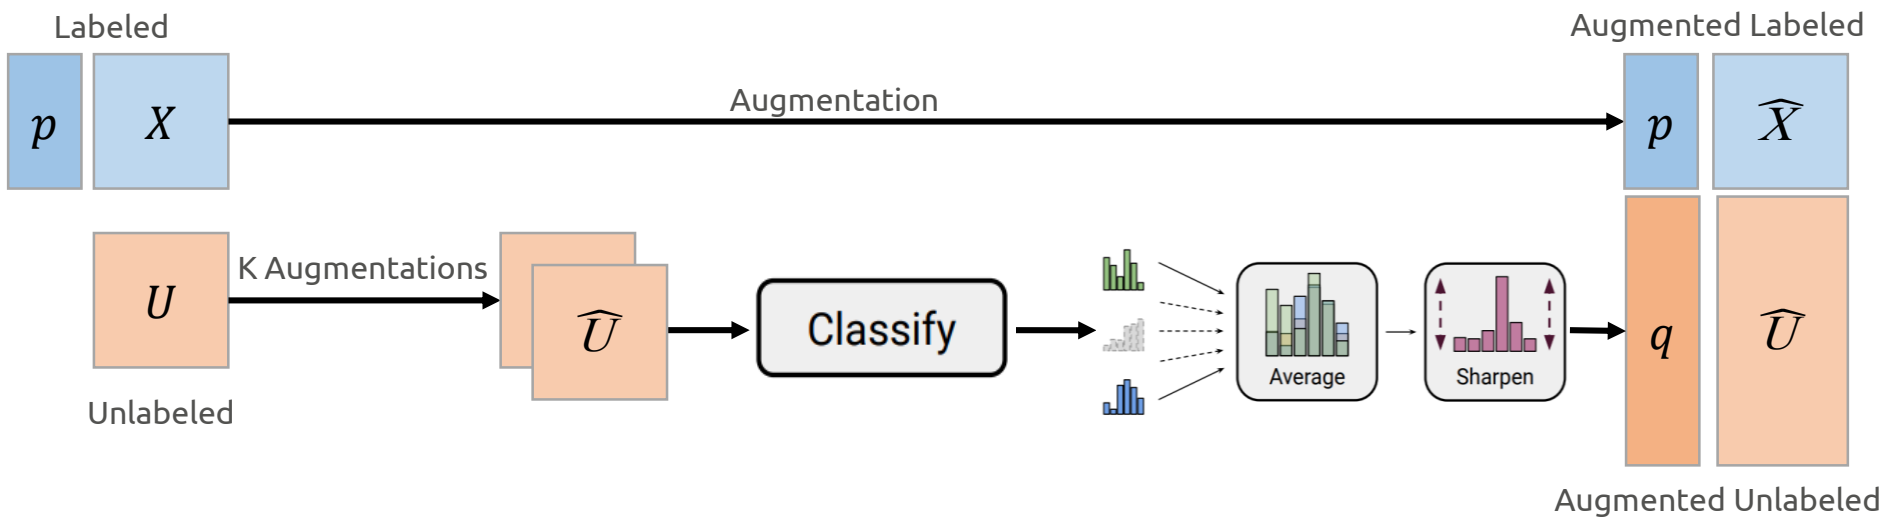 Labeled
Augmented Labeled
p
X
Augmentation
p
X̂
U
K Augmentations
Û
Classify
Average
Sharpen
q
Û
Unlabeled
Augmented Unlabeled